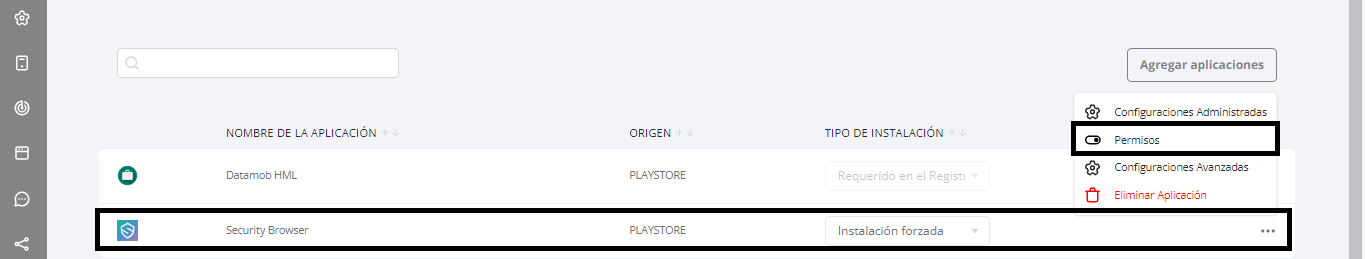 Agregar aplicaciones
Configuraciones Administradas
NOMBRE DE LA APLICACIÓN ORIGEN TIPO DE INSTALACIÓN
Permisos
Configuraciones Avanzadas
Datamob HML PLAYSTORE Requerido en el Registr
Eliminar Aplicación
Security Browser PLAYSTORE Instalación forzada